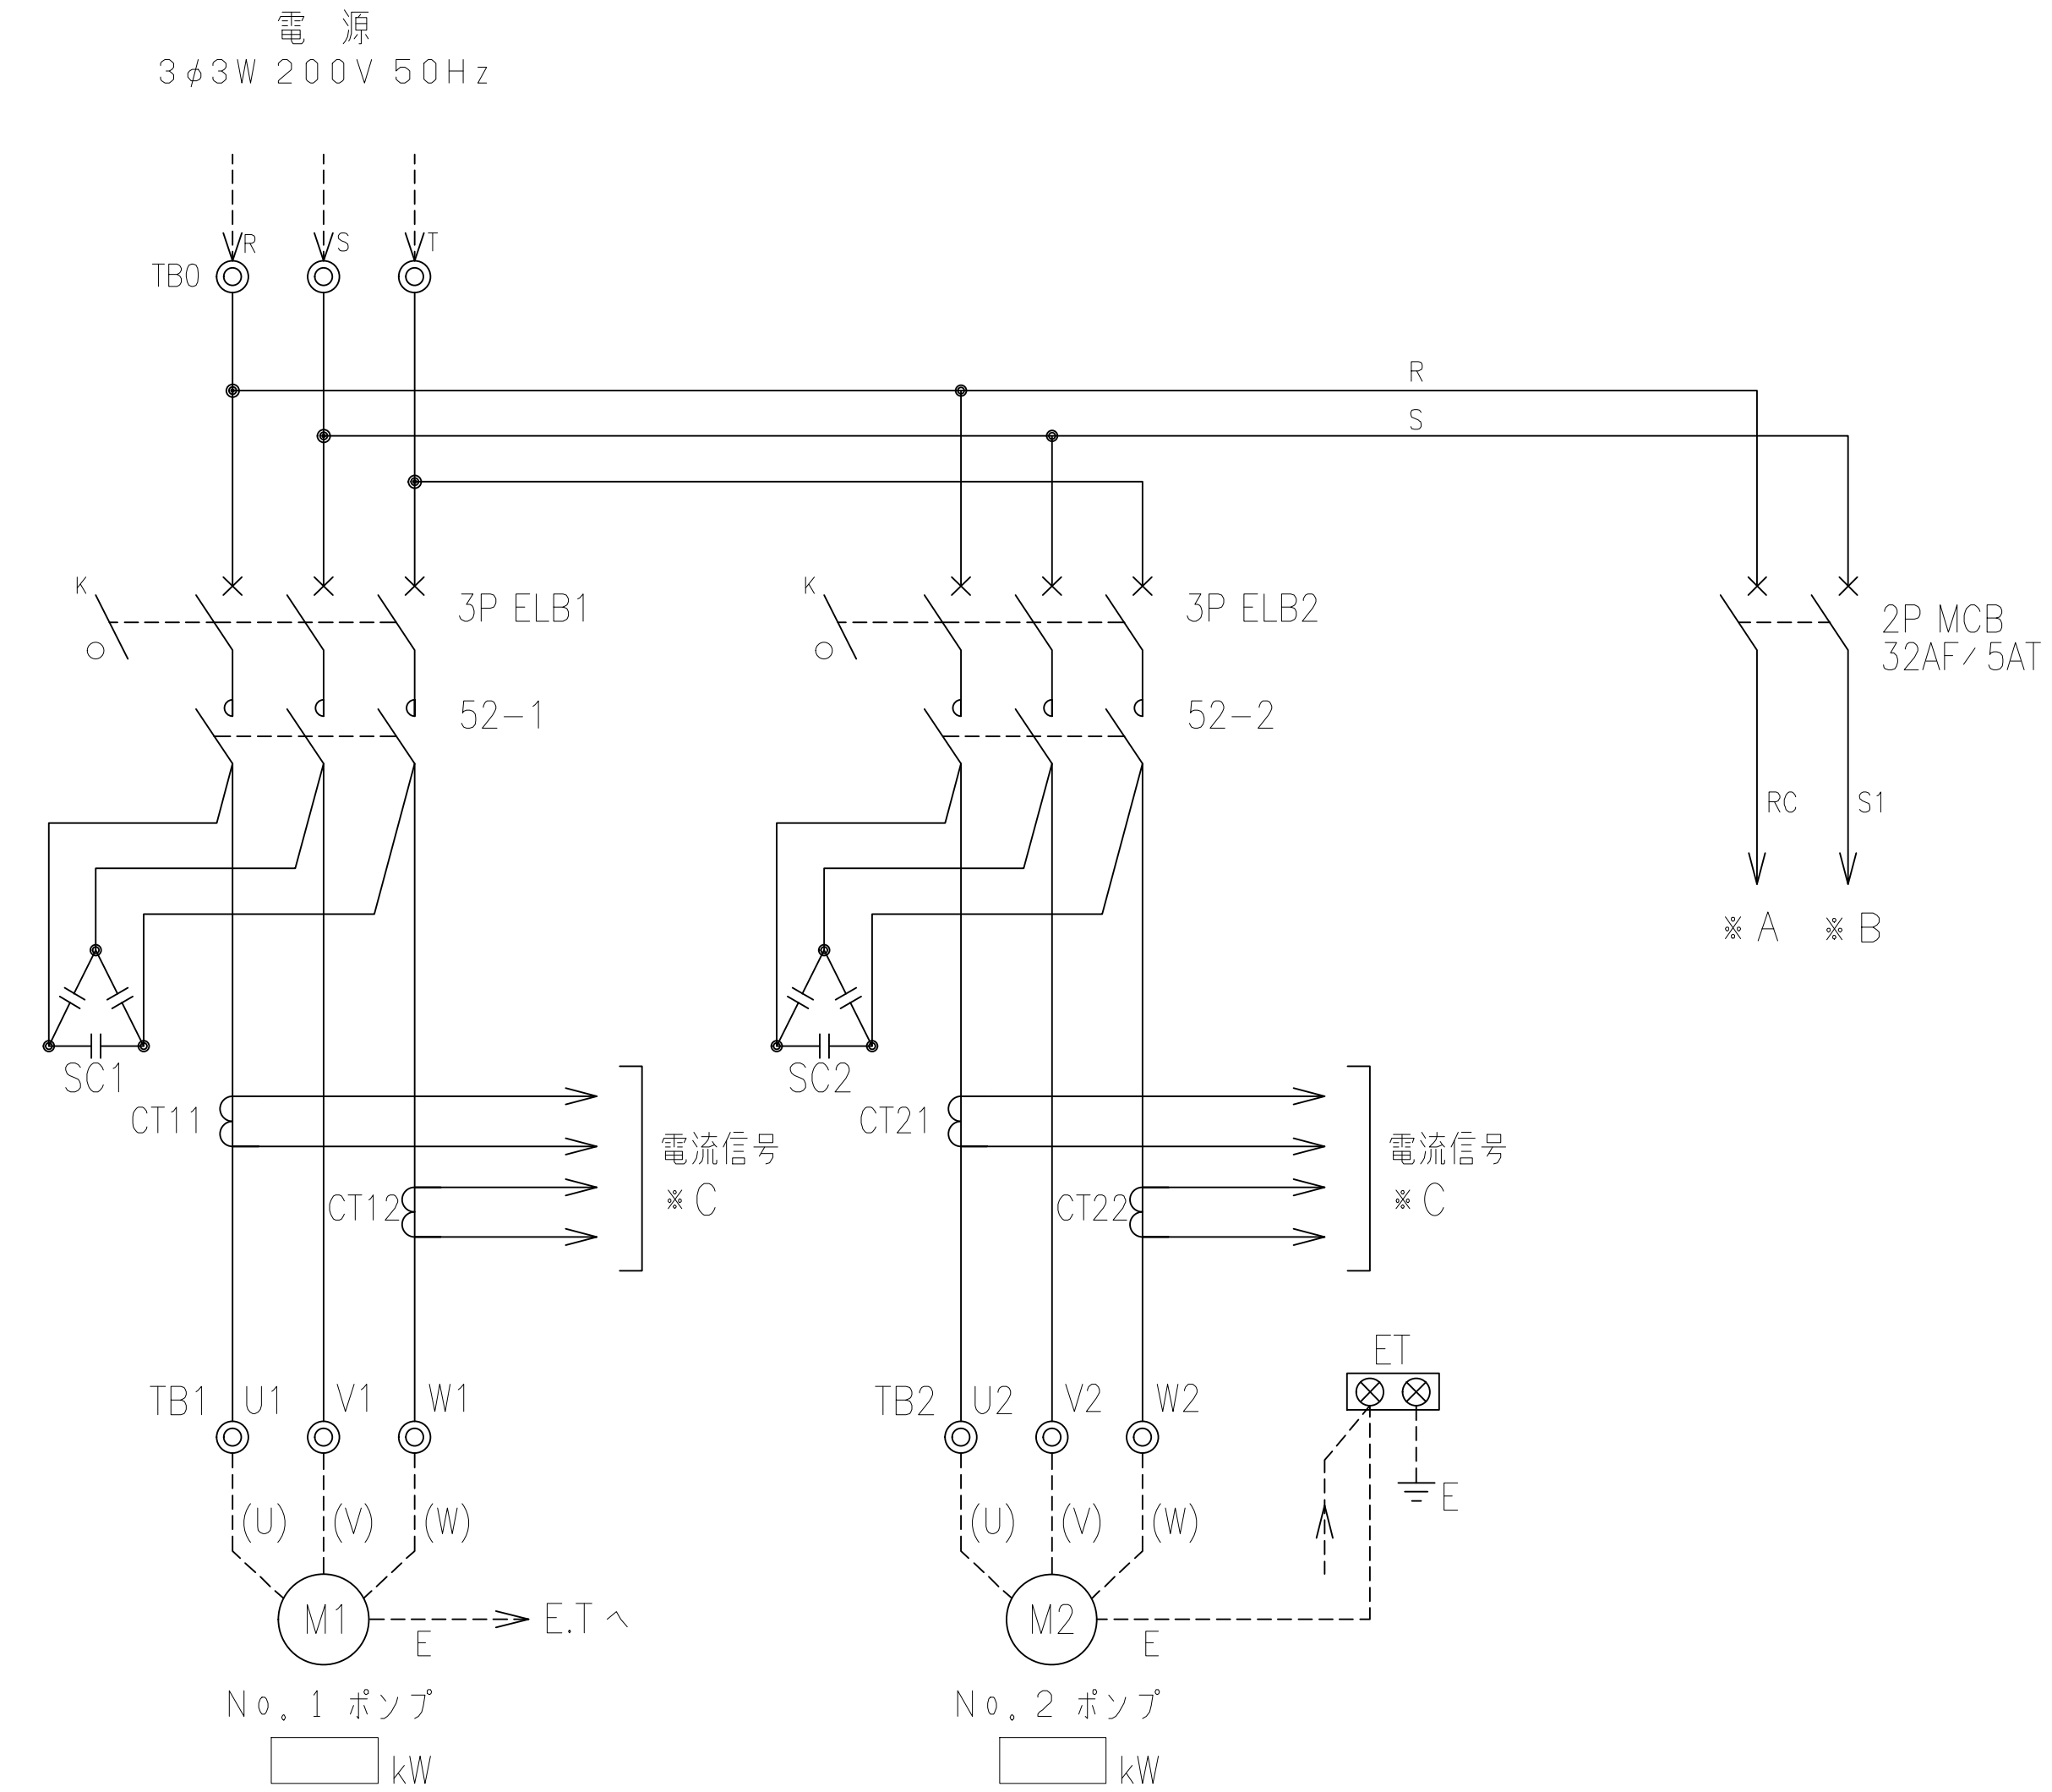 電 源
3φ3W 200V 50Hz
R
S
T
TB0
R
S
K
3P ELB1
K
3P ELB2
2P MCB
32AF/5AT
52-1
52-2
RC
S1
※A
※B
SC1
SC2
CT11
CT21
電流信号
※C
電流信号
※C
CT12
CT22
ET
TB1
U1
V1
W1
TB2
U2
V2
W2
E
(U)
(V)
(W)
(U)
(V)
(W)
M1
E.Tへ
E
M2
E
No.1 ポンプ
kW
No.2 ポンプ
kW